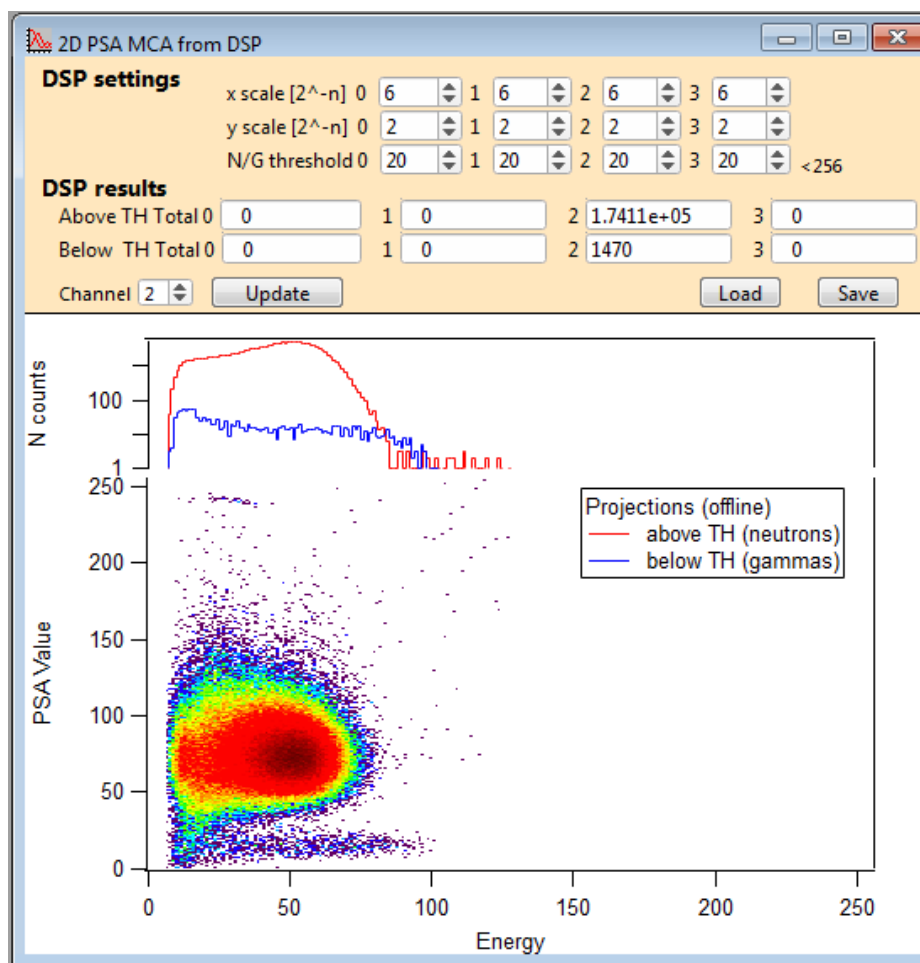 2D PSA MCA from DSP
DSP settings
x scale [2^-n] 0 6 1 6 2 6 3 6
y scale [2^-n] 0 2 1 2 2 2 3 2
N/G threshold 0 20 1 20 2 20 3 20 <256
DSP results
Above TH Total 0 0 1 0 2 1.7411e+05 3 0
Below TH Total 0 0 1 0 2 1470 3 0
Channel 2 Update Load Save
N counts
100
1
PSA Value
250
200
150
100
50
0
Projections (offline)
above TH (neutrons)
below TH (gammas)
0 50 100 150 200 250
Energy